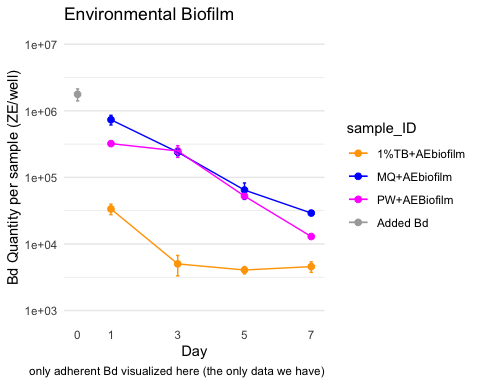 Environmental Biofilm
Bd Quantity per sample (ZE/well)
1e+07
1e+06
1e+05
1e+04
1e+03
0 1 3 5 7
Day
only adherent Bd visualized here (the only data we have)
sample_ID
1%TB+AEbiofilm
MQ+AEbiofilm
PW+AEBiofilm
Added Bd